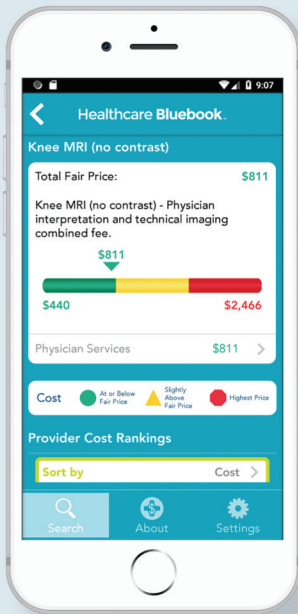 9:07
Healthcare Bluebook™
Knee MRI (no contrast)
Total Fair Price: $811
Knee MRI (no contrast) - Physician
interpretation and technical imaging
combined fee.
$811
$440 $2,466
Physician Services $811
Cost At or Below Fair Price Slightly Above Fair Price Highest Price
Provider Cost Rankings
Sort by Cost
Search About Settings